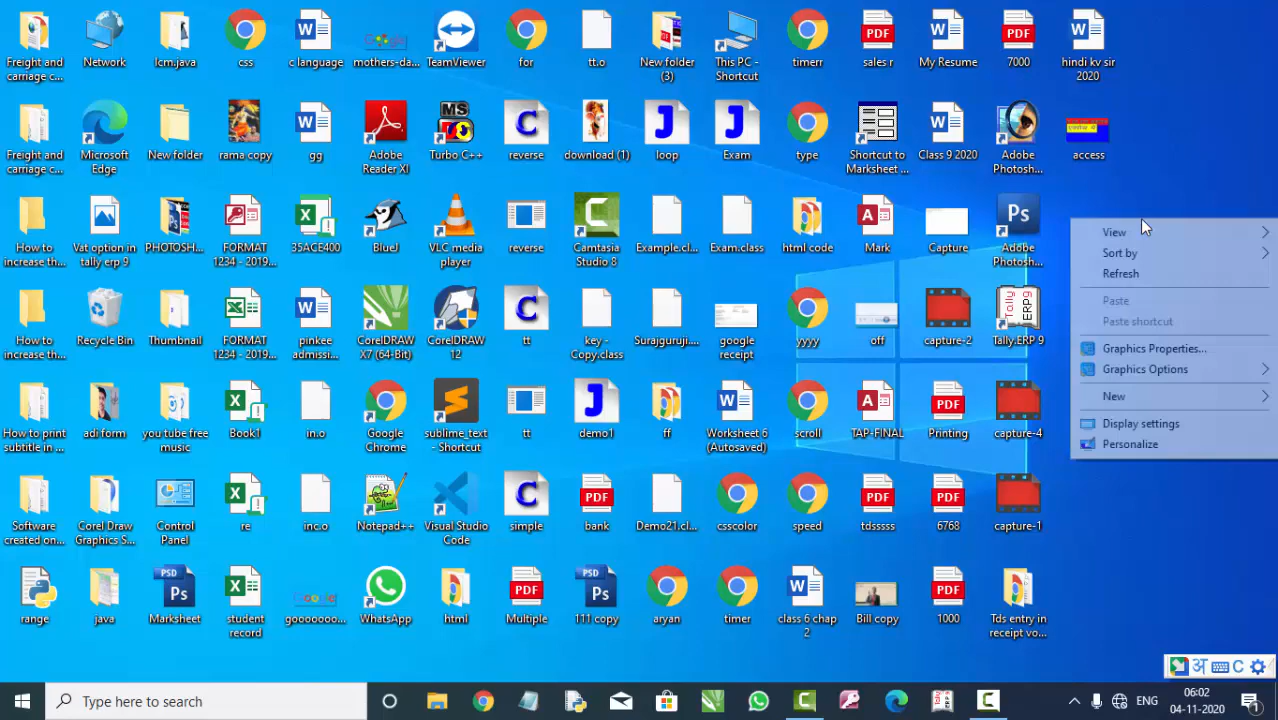 Freight and
carriage c...
Network
lcm.java
css
c language
mothers-da...
TeamViewer
for
tt.o
New folder
(3)
This PC -
Shortcut
timerr
sales r
My Resume
7000
hindi kv sir
2020
Freight and
carriage c...
Microsoft
Edge
New folder
rama copy
gg
Adobe
Reader XI
Turbo C++
reverse
download (1)
loop
Exam
type
Shortcut to
Marksheet ...
Class 9 2020
Adobe
Photosh...
access
How to
increase th...
Vat option in
tally erp 9
PHOTOSH...
FORMAT
1234 - 2019...
35ACE400
BlueJ
VLC media
player
reverse
Camtasia
Studio 8
Example.cl...
Exam.class
html code
Mark
Capture
Adobe
Photosh...
How to
increase th...
Recycle Bin
Thumbnail
FORMAT
1234 - 2019...
pinkee
admissi...
CorelDRAW
X7 (64-Bit)
CorelDRAW
12
tt
key -
Copy.class
Surajguruji....
google
receipt
yyyy
off
capture-2
Tally.ERP 9
How to print
subtitle in ...
adi form
you tube free
music
Book1
in.o
Google
Chrome
sublime_text
- Shortcut
tt
demo1
ff
Worksheet 6
(Autosaved)
scroll
TAP-FINAL
Printing
capture-4
Software
created on...
Corel Draw
Graphics S...
Control
Panel
re
inc.o
Notepad++
Visual Studio
Code
simple
bank
Demo21.cl...
csscolor
speed
tdsssss
6768
capture-1
range
java
Marksheet
student
record
gooooooo...
WhatsApp
html
Multiple
111 copy
aryan
timer
class 6 chap
2
Bill copy
1000
Tds entry in
receipt vo...
View
Sort by
Refresh
Paste
Paste shortcut
Graphics Properties...
Graphics Options
New
Display settings
Personalize
अ
Type here to search
ENG
06:02
04-11-2020
1